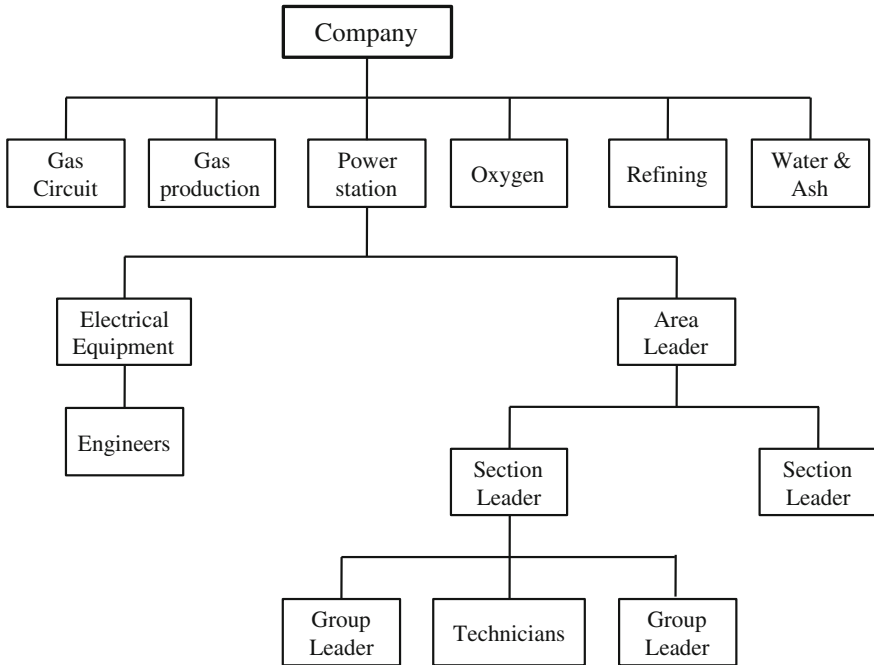 Company
Gas
Circuit
Gas
production
Power
station
Oxygen
Refining
Water &
Ash
Electrical
Equipment
Area
Leader
Engineers
Section
Leader
Section
Leader
Group
Leader
Technicians
Group
Leader